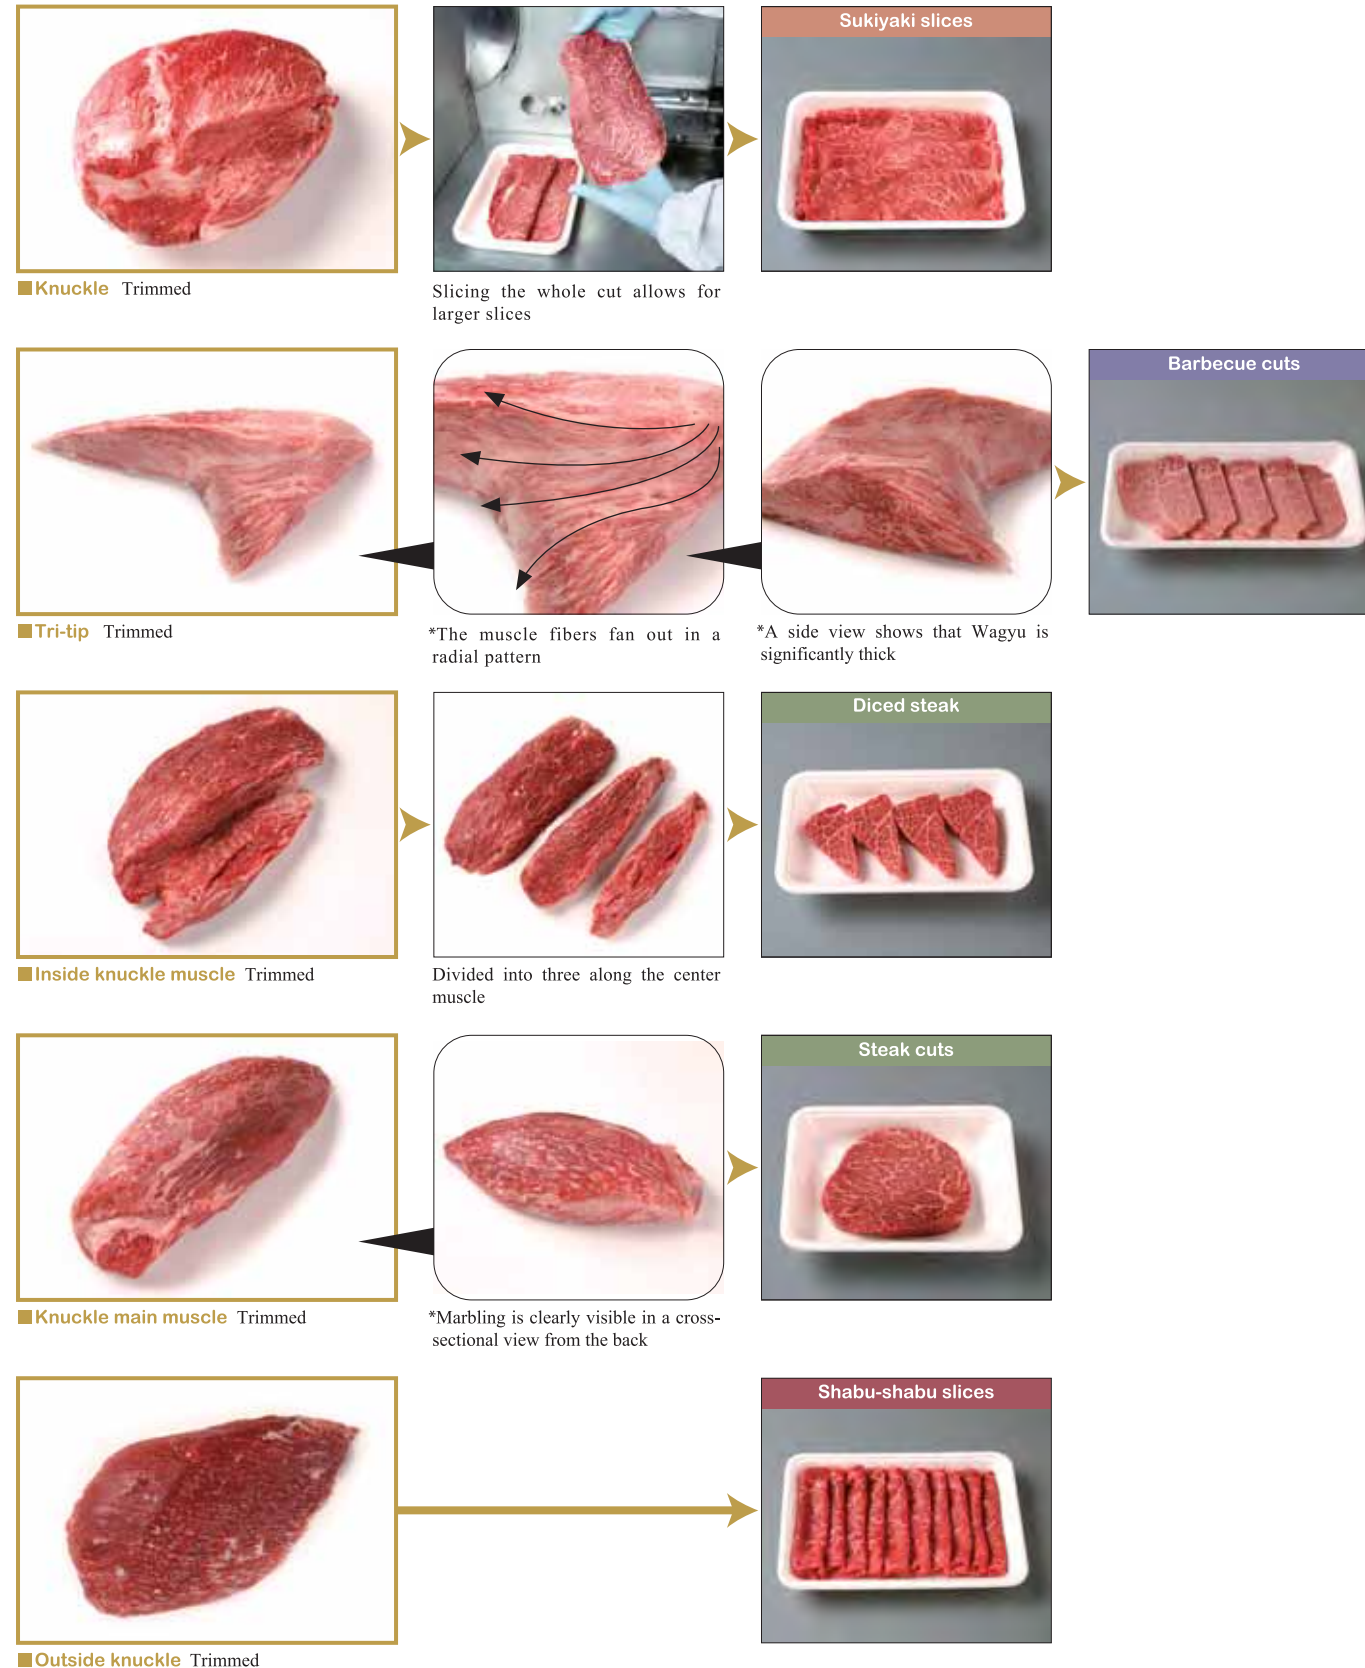 Sukiyaki slices
■Knuckle Trimmed
Slicing the whole cut allows for
larger slices
Barbecue cuts
■Tri-tip Trimmed
*The muscle fibers fan out in a
radial pattern
*A side view shows that Wagyu is
significantly thick
Diced steak
■Inside knuckle muscle Trimmed
Divided into three along the center
muscle
Steak cuts
■Knuckle main muscle Trimmed
*Marbling is clearly visible in a cross-
sectional view from the back
Shabu-shabu slices
■Outside knuckle Trimmed